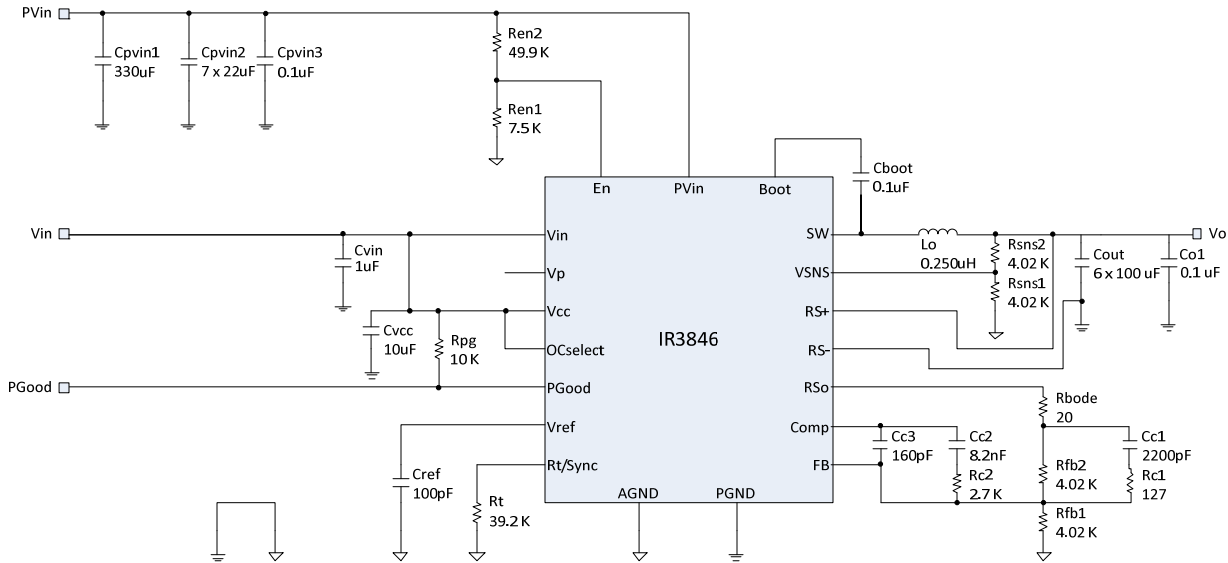 PVin
Cpvin1
330uF
Cpvin2
7 x 22uF
Cpvin3
0.1uF
Ren2
49.9 K
Ren1
7.5 K
Cboot
0.1uF
En
PVin
Boot
Vin
Cvin
1uF
Vin
Vp
Vcc
OCselect
PGood
Vref
Rt/Sync
IR3846
SW
VSNS
RS+
RS-
RSo
Comp
FB
AGND
PGND
Cvcc
10uF
Rpg
10 K
PGood
Cref
100pF
Rt
39.2 K
Lo
0.250uH
Rsns2
4.02 K
Rsns1
4.02 K
Cout
6 x 100 uF
Co1
0.1 uF
Vo
Rbode
20
Cc3
160pF
Cc2
8.2nF
Rc2
2.7 K
Rfb2
4.02 K
Cc1
2200pF
Rc1
127
Rfb1
4.02 K